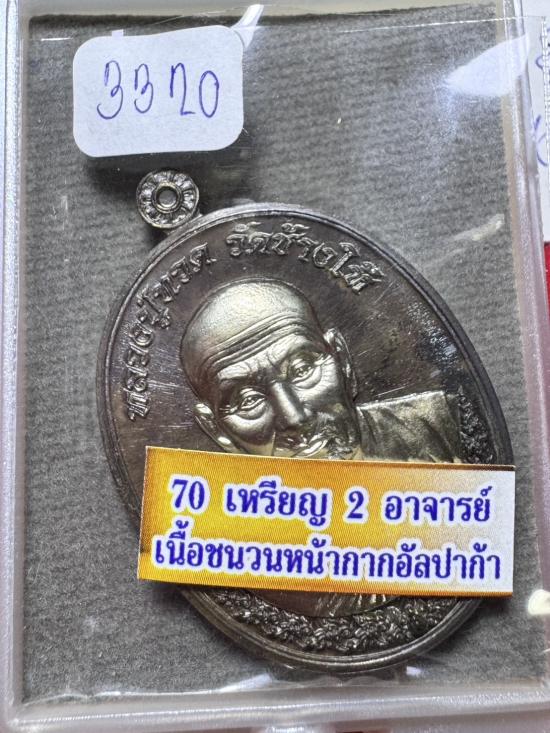 3320
หลวงปู่ทวด วัดช้างให้
70 เหรียญ 2 อาจารย์
เนื้อชนวนหน้ากากอัลปาก้า